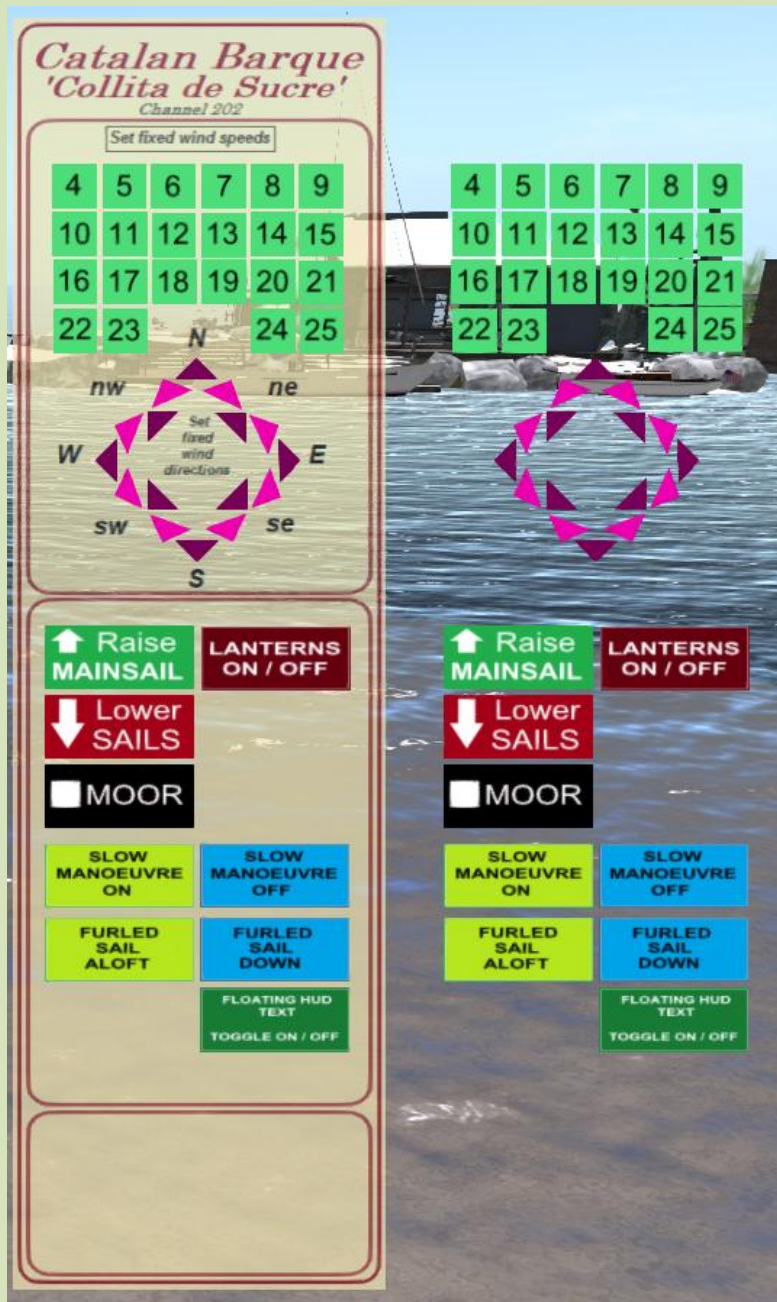 Catalan Barque
'Collita de Sucre'
Channel 202
Set fixed wind speeds
4 5 6 7 8 9
10 11 12 13 14 15
16 17 18 19 20 21
22 23 24 25
N
nw ne
Set
fixed
wind
directions
W E
sw se
S
Raise
MAINSAIL
LANTERNS
ON / OFF
Lower
SAILS
MOOR
SLOW
MANOEUVRE
ON
SLOW
MANOEUVRE
OFF
FURLED
SAIL
ALOFT
FURLED
SAIL
DOWN
FLOATING HUD
TEXT
TOGGLE ON / OFF
4 5 6 7 8 9
10 11 12 13 14 15
16 17 18 19 20 21
22 23 24 25
Raise
MAINSAIL
LANTERNS
ON / OFF
Lower
SAILS
MOOR
SLOW
MANOEUVRE
ON
SLOW
MANOEUVRE
OFF
FURLED
SAIL
ALOFT
FURLED
SAIL
DOWN
FLOATING HUD
TEXT
TOGGLE ON / OFF